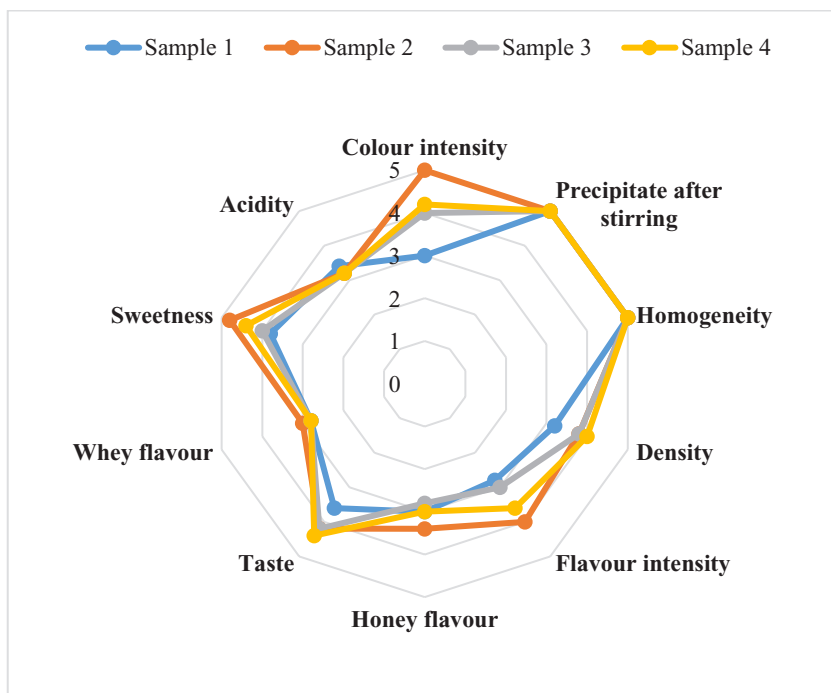 Sample 1 Sample 2 Sample 3 Sample 4
Colour intensity
5
Precipitate after
stirring
Acidity
4
3
Sweetness
Homogeneity
2
1
0
Whey flavour
Density
Taste
Flavour intensity
Honey flavour